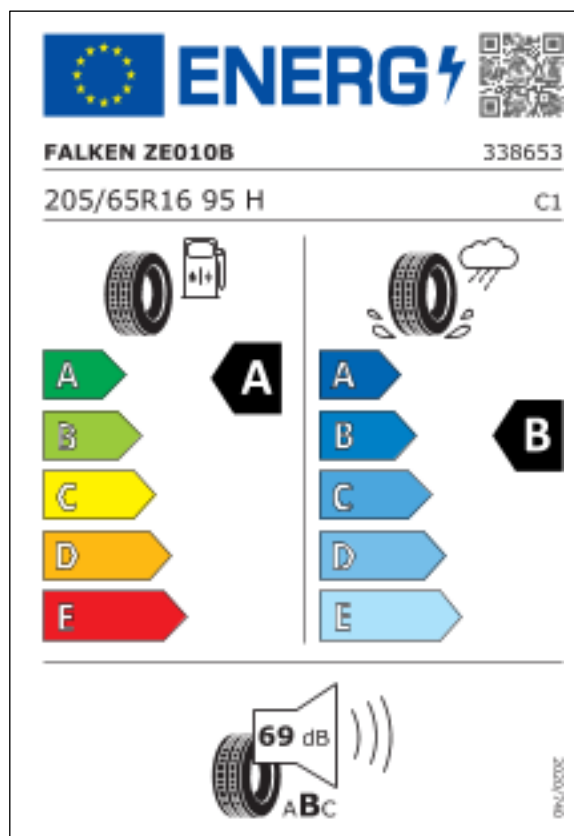 ENERG
FALKEN ZE010B 338653
205/65R16 95 H C1
A A
B
C
D
E
A
B B
C
D
E
69 dB
ABC
2020/740